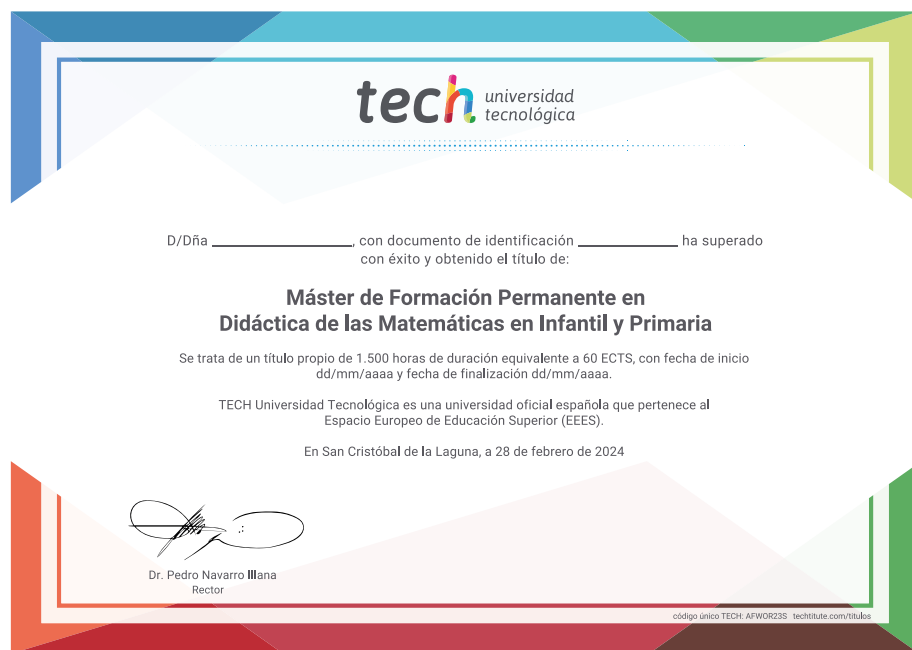 tech universidad
tecnológica
D/Dña ____________________, con documento de identificación ______________ ha superado
con éxito y obtenido el título de:
Máster de Formación Permanente en
Didáctica de las Matemáticas en Infantil y Primaria
Se trata de un título propio de 1.500 horas de duración equivalente a 60 ECTS, con fecha de inicio
dd/mm/aaaa y fecha de finalización dd/mm/aaaa.
TECH Universidad Tecnológica es una universidad oficial española que pertenece al
Espacio Europeo de Educación Superior (EEES).
En San Cristóbal de la Laguna, a 28 de febrero de 2024
Dr. Pedro Navarro Illana
Rector
código único TECH: AFWOR23S techtitute.com/titulos